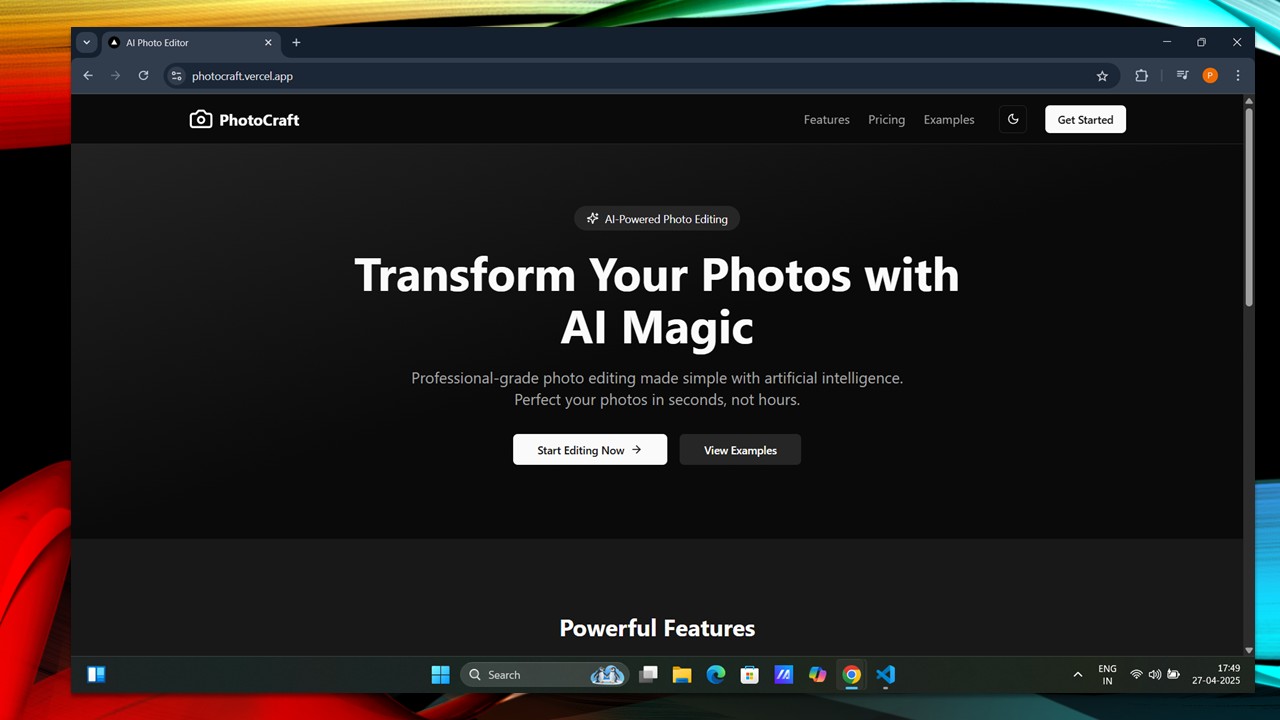 AI Photo Editor
photocraft.vercel.app
P
PhotoCraft
Features
Pricing
Examples
Get Started
AI-Powered Photo Editing
Transform Your Photos with
AI Magic
Professional-grade photo editing made simple with artificial intelligence.
Perfect your photos in seconds, not hours.
Start Editing Now
View Examples
Powerful Features
Search
ENG
IN
17:49
27-04-2025